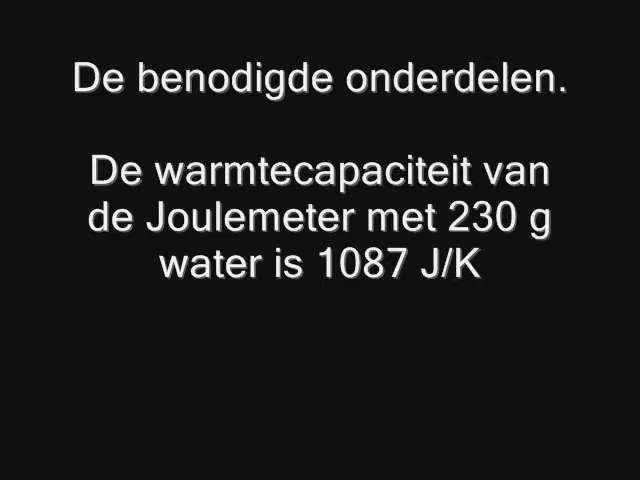 De benodigde onderdelen.
De warmtecapaciteit van
de Joulemeter met 230 g
water is 1087 J/K